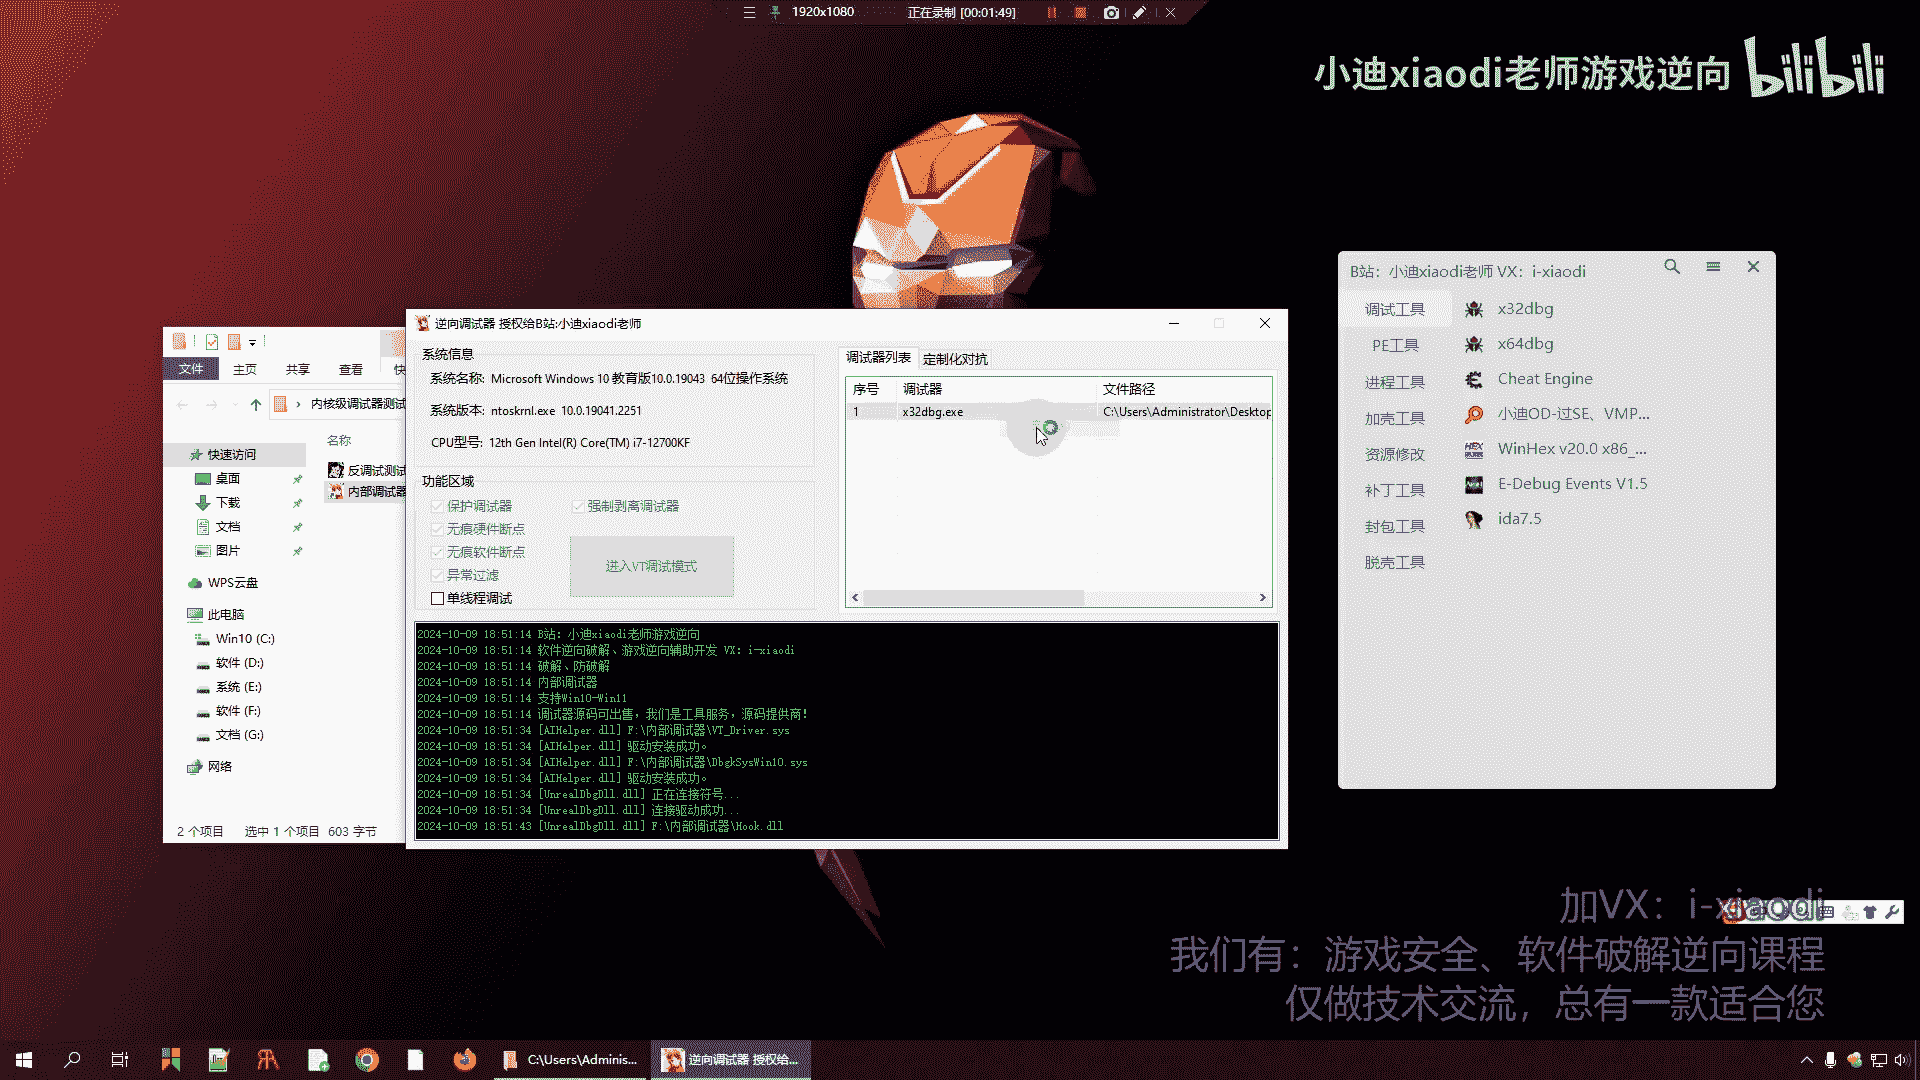 1920x1080 正在录制 [00:01:49]
小迪xiaodi老师游戏逆向 bilibili
B站：小迪xiaodi老师 VX：i-xiaodi
调试工具
PE工具
进程工具
加壳工具
资源修改
补丁工具
封包工具
脱壳工具
x32dbg
x64dbg
Cheat Engine
小迪OD-过SE、VMP...
WinHex v20.0 x86_...
E-Debug Events V1.5
ida7.5
文件 主页 共享 查看
内核级调试器测试
名称
反调试测试
内部调试器
快速访问
桌面
下载
文档
图片
WPS云盘
此电脑
Win10 (C:)
软件 (D:)
系统 (E:)
软件 (F:)
文档 (G:)
网络
2 个项目 选中 1 个项目 603 字节
逆向调试器 授权给B站:小迪xiaodi老师
系统信息
系统名称: Microsoft Windows 10 教育版10.0.19043 64位操作系统
系统版本: ntoskrnl.exe 10.0.19041.2251
CPU型号: 12th Gen Intel(R) Core(TM) i7-12700KF
功能区域
保护调试器 强制剥离调试器
无痕硬件断点
无痕软件断点
异常过滤
单线程调试
进入VT调试模式
调试器列表 定制化对抗
序号 调试器 文件路径
1 x32dbg.exe C:\Users\Administrator\Desktop
2024-10-09 18:51:14 B站: 小迪xiaodi老师游戏逆向
2024-10-09 18:51:14 软件逆向破解、游戏逆向辅助开发 VX: i-xiaodi
2024-10-09 18:51:14 破解、防破解
2024-10-09 18:51:14 内部调试器
2024-10-09 18:51:14 支持Win10-Win11
2024-10-09 18:51:14 调试器源码可出售，我们是工具服务，源码提供商!
2024-10-09 18:51:34 [AIHelper.dll] F:\内部调试器\VT_Driver.sys
2024-10-09 18:51:34 [AIHelper.dll] 驱动安装成功。
2024-10-09 18:51:34 [AIHelper.dll] F:\内部调试器\DbgkSysWin10.sys
2024-10-09 18:51:34 [AIHelper.dll] 驱动安装成功。
2024-10-09 18:51:34 [UnrealDbgDll.dll] 正在连接符号...
2024-10-09 18:51:34 [UnrealDbgDll.dll] 连接驱动成功...
2024-10-09 18:51:43 [UnrealDbgDll.dll] F:\内部调试器\Hook.dll
加VX：i-xiaodi
我们有：游戏安全、软件破解逆向课程
仅做技术交流，总有一款适合您
C:\Users\Adminis...
逆向调试器 授权给...